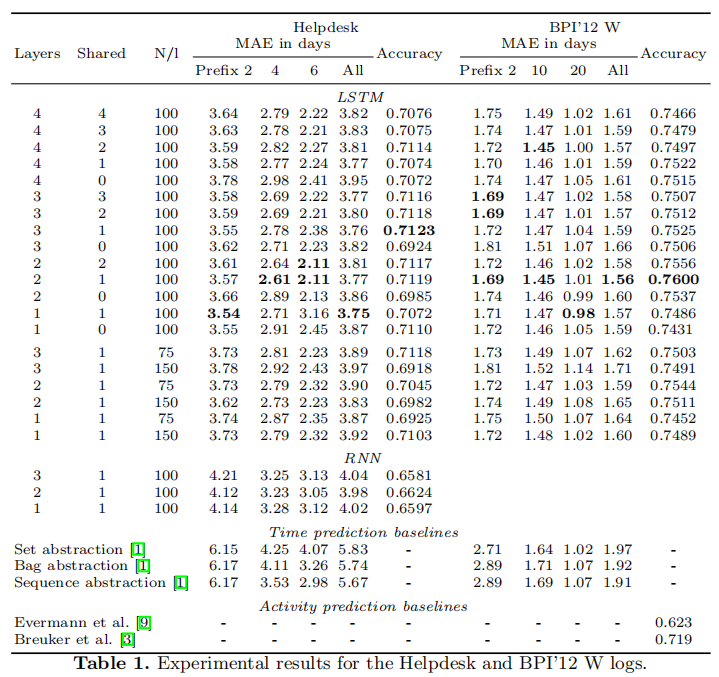 Helpdesk BPI'12 W
Layers Shared N/l MAE in days Accuracy MAE in days Accuracy
Prefix 2 4 6 All Prefix 2 10 20 All
LSTM
4 4 100 3.64 2.79 2.22 3.82 0.7076 1.75 1.49 1.02 1.61 0.7466
4 3 100 3.63 2.78 2.21 3.83 0.7075 1.74 1.47 1.01 1.59 0.7479
4 2 100 3.59 2.82 2.27 3.81 0.7114 1.72 1.45 1.00 1.57 0.7497
4 1 100 3.58 2.77 2.24 3.77 0.7074 1.70 1.46 1.01 1.59 0.7522
4 0 100 3.78 2.98 2.41 3.95 0.7072 1.74 1.47 1.05 1.61 0.7515
3 3 100 3.58 2.69 2.22 3.77 0.7116 1.69 1.47 1.02 1.58 0.7507
3 2 100 3.59 2.69 2.21 3.80 0.7118 1.69 1.47 1.01 1.57 0.7512
3 1 100 3.55 2.78 2.38 3.76 0.7123 1.72 1.47 1.04 1.59 0.7525
3 0 100 3.62 2.71 2.23 3.82 0.6924 1.81 1.51 1.07 1.66 0.7506
2 2 100 3.61 2.64 2.11 3.81 0.7117 1.72 1.46 1.02 1.58 0.7556
2 1 100 3.57 2.61 2.11 3.77 0.7119 1.69 1.45 1.01 1.56 0.7600
2 0 100 3.66 2.89 2.13 3.86 0.6985 1.74 1.46 0.99 1.60 0.7537
1 1 100 3.54 2.71 3.16 3.75 0.7072 1.71 1.47 0.98 1.57 0.7486
1 0 100 3.55 2.91 2.45 3.87 0.7110 1.72 1.46 1.05 1.59 0.7431
3 1 75 3.73 2.81 2.23 3.89 0.7118 1.73 1.49 1.07 1.62 0.7503
3 1 150 3.78 2.92 2.43 3.97 0.6918 1.81 1.52 1.14 1.71 0.7491
2 1 75 3.73 2.79 2.32 3.90 0.7045 1.72 1.47 1.03 1.59 0.7544
2 1 150 3.62 2.73 2.23 3.83 0.6982 1.74 1.49 1.08 1.65 0.7511
1 1 75 3.74 2.87 2.35 3.87 0.6925 1.75 1.50 1.07 1.64 0.7452
1 1 150 3.73 2.79 2.32 3.92 0.7103 1.72 1.48 1.02 1.60 0.7489
RNN
3 1 100 4.21 3.25 3.13 4.04 0.6581
2 1 100 4.12 3.23 3.05 3.98 0.6624
1 1 100 4.14 3.28 3.12 4.02 0.6597
Time prediction baselines
Set abstraction [1] 6.15 4.25 4.07 5.83 - 2.71 1.64 1.02 1.97 -
Bag abstraction [1] 6.17 4.11 3.26 5.74 - 2.89 1.71 1.07 1.92 -
Sequence abstraction [1] 6.17 3.53 2.98 5.67 - 2.89 1.69 1.07 1.91 -
Activity prediction baselines
Evermann et al. [9] - - - - - - - - - 0.623
Breuker et al. [3] - - - - - - - - - 0.719
Table 1. Experimental results for the Helpdesk and BPI'12 W logs.